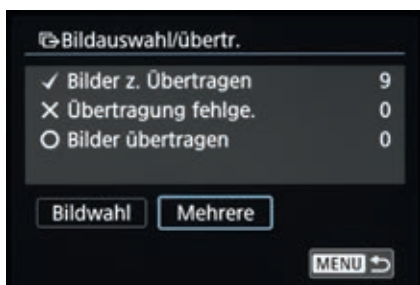 Bildauswahl/übertr.
Bilder z. Übertragen 9
Übertragung fehlge. 0
Bilder übertragen 0
Bildwahl Mehrere
MENU